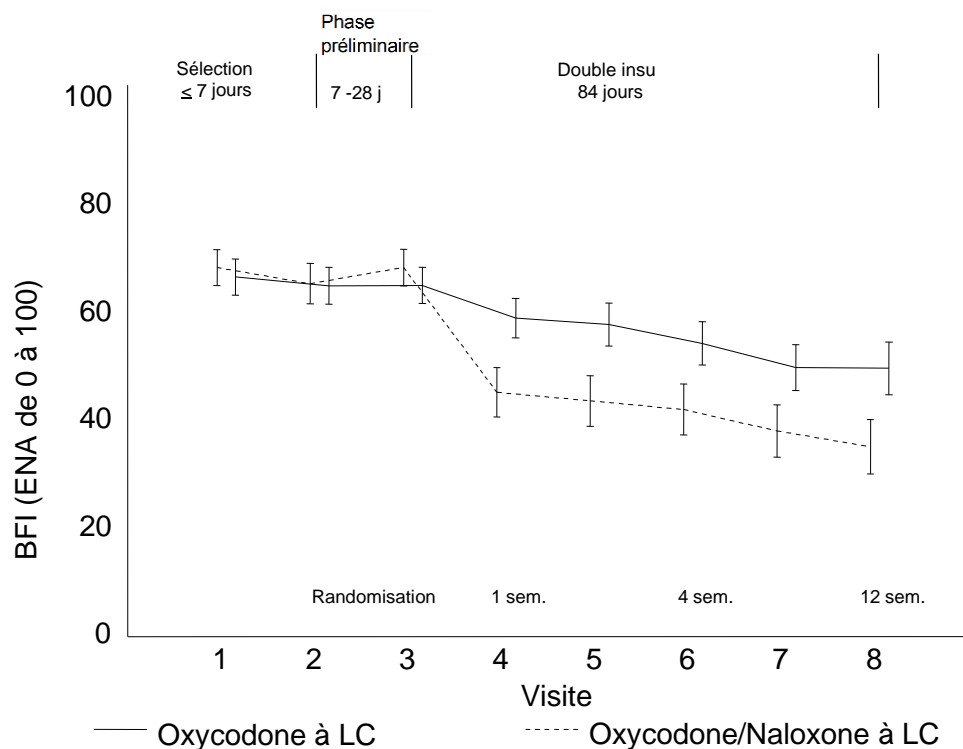 Phase
préliminaire
Sélection
≤ 7 jours
7 -28 j
Double insu
84 jours
100
80
60
40
20
0
BFI (ENA de 0 à 100)
Randomisation 1 sem. 4 sem. 12 sem.
1 2 3 4 5 6 7 8
Visite
Oxycodone à LC Oxycodone/Naloxone à LC